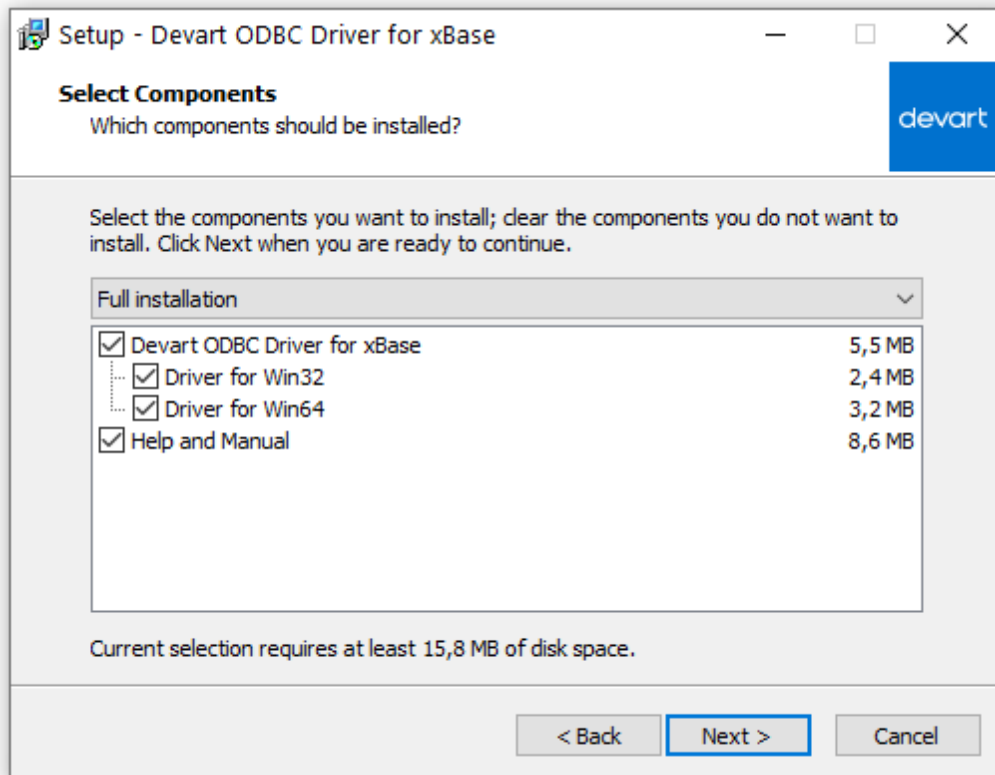 Setup - Devart ODBC Driver for xBase
Select Components
Which components should be installed?
devart
Select the components you want to install; clear the components you do not want to
install. Click Next when you are ready to continue.
Full installation
Devart ODBC Driver for xBase 5,5 MB
Driver for Win32 2,4 MB
Driver for Win64 3,2 MB
Help and Manual 8,6 MB
Current selection requires at least 15,8 MB of disk space.
< Back Next > Cancel